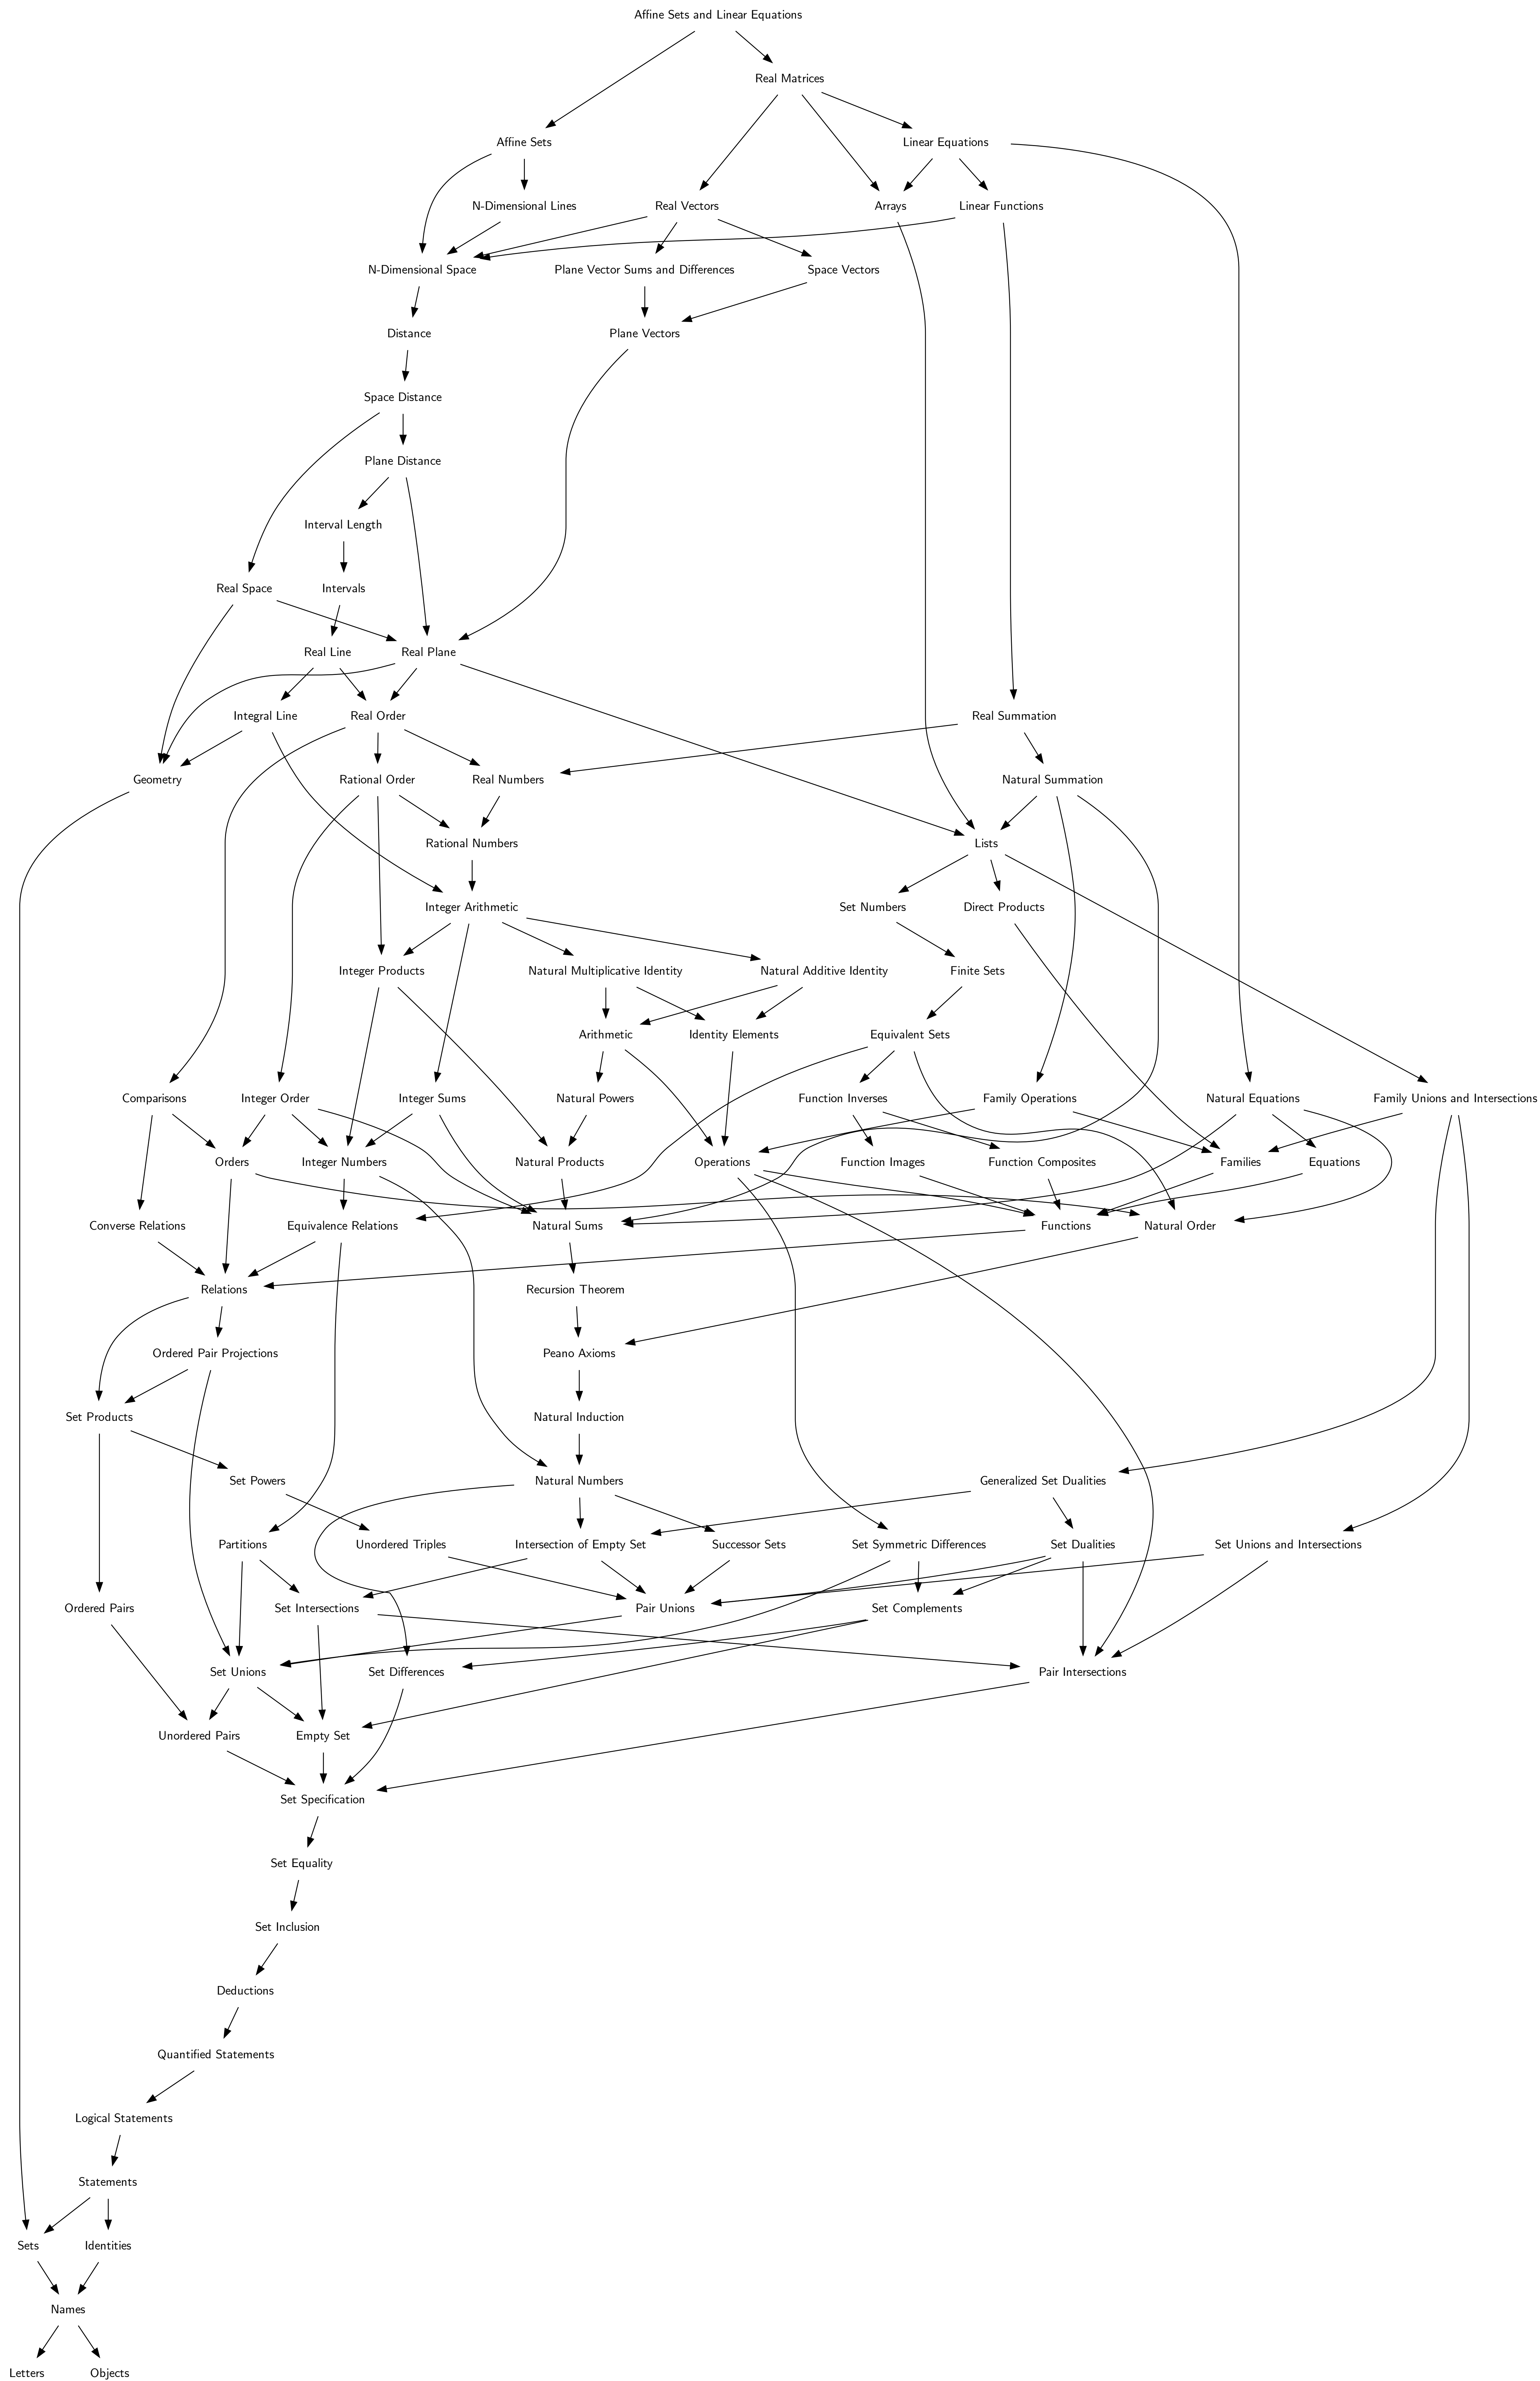 Affine Sets and Linear Equations
Real Matrices
Affine Sets
Linear Equations
N-Dimensional Lines
Real Vectors
Arrays
Linear Functions
N-Dimensional Space
Plane Vector Sums and Differences
Space Vectors
Distance
Plane Vectors
Space Distance
Plane Distance
Interval Length
Real Space
Intervals
Real Line
Real Plane
Integral Line
Real Order
Real Summation
Geometry
Rational Order
Real Numbers
Natural Summation
Rational Numbers
Lists
Integer Arithmetic
Set Numbers
Direct Products
Integer Products
Natural Multiplicative Identity
Natural Additive Identity
Finite Sets
Arithmetic
Identity Elements
Equivalent Sets
Comparisons
Integer Order
Integer Sums
Natural Powers
Function Inverses
Family Operations
Natural Equations
Family Unions and Intersections
Orders
Integer Numbers
Natural Products
Operations
Function Images
Function Composites
Families
Equations
Converse Relations
Equivalence Relations
Natural Sums
Functions
Natural Order
Relations
Recursion Theorem
Ordered Pair Projections
Peano Axioms
Set Products
Natural Induction
Set Powers
Natural Numbers
Generalized Set Dualities
Partitions
Unordered Triples
Intersection of Empty Set
Successor Sets
Set Symmetric Differences
Set Dualities
Set Unions and Intersections
Ordered Pairs
Set Intersections
Pair Unions
Set Complements
Set Unions
Set Differences
Pair Intersections
Unordered Pairs
Empty Set
Set Specification
Set Equality
Set Inclusion
Deductions
Quantified Statements
Logical Statements
Statements
Sets
Identities
Names
Letters
Objects